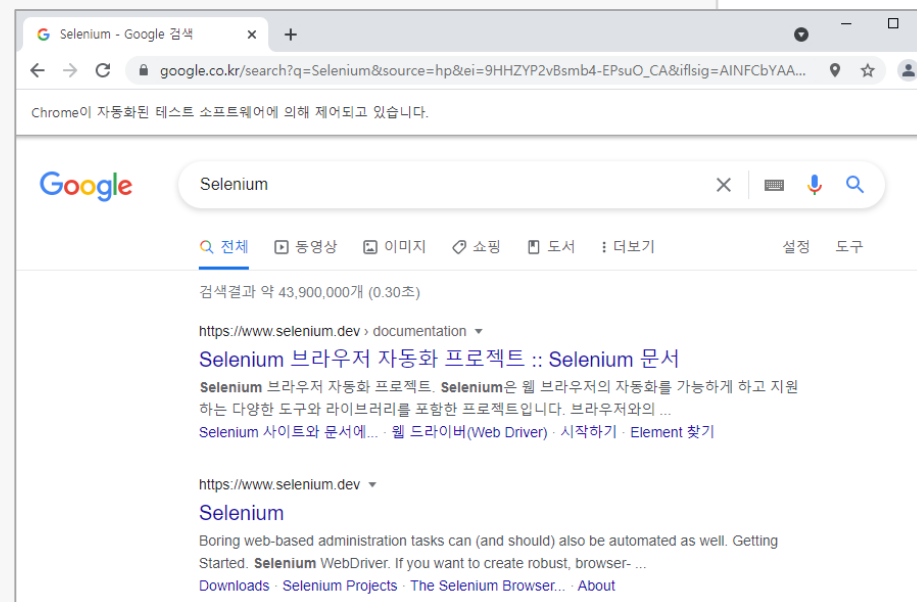 Selenium - Google 검색
google.co.kr/search?q=Selenium&source=hp&ei=9HHZYP2vBsmb4-EPsuO_CA&iflsig=AINFCbYAA...
Chrome이 자동화된 테스트 소프트웨어에 의해 제어되고 있습니다.
Google Selenium
전체 동영상 이미지 쇼핑 도서 더보기 설정 도구
검색결과 약 43,900,000개 (0.30초)
https://www.selenium.dev › documentation
Selenium 브라우저 자동화 프로젝트 :: Selenium 문서
Selenium 브라우저 자동화 프로젝트. Selenium은 웹 브라우저의 자동화를 가능하게 하고 지원
하는 다양한 도구와 라이브러리를 포함한 프로젝트입니다. 브라우저와의 ...
Selenium 사이트와 문서에... · 웹 드라이버(Web Driver) · 시작하기 · Element 찾기
https://www.selenium.dev
Selenium
Boring web-based administration tasks can (and should) also be automated as well. Getting
Started. Selenium WebDriver. If you want to create robust, browser- ...
Downloads · Selenium Projects · The Selenium Browser... · About